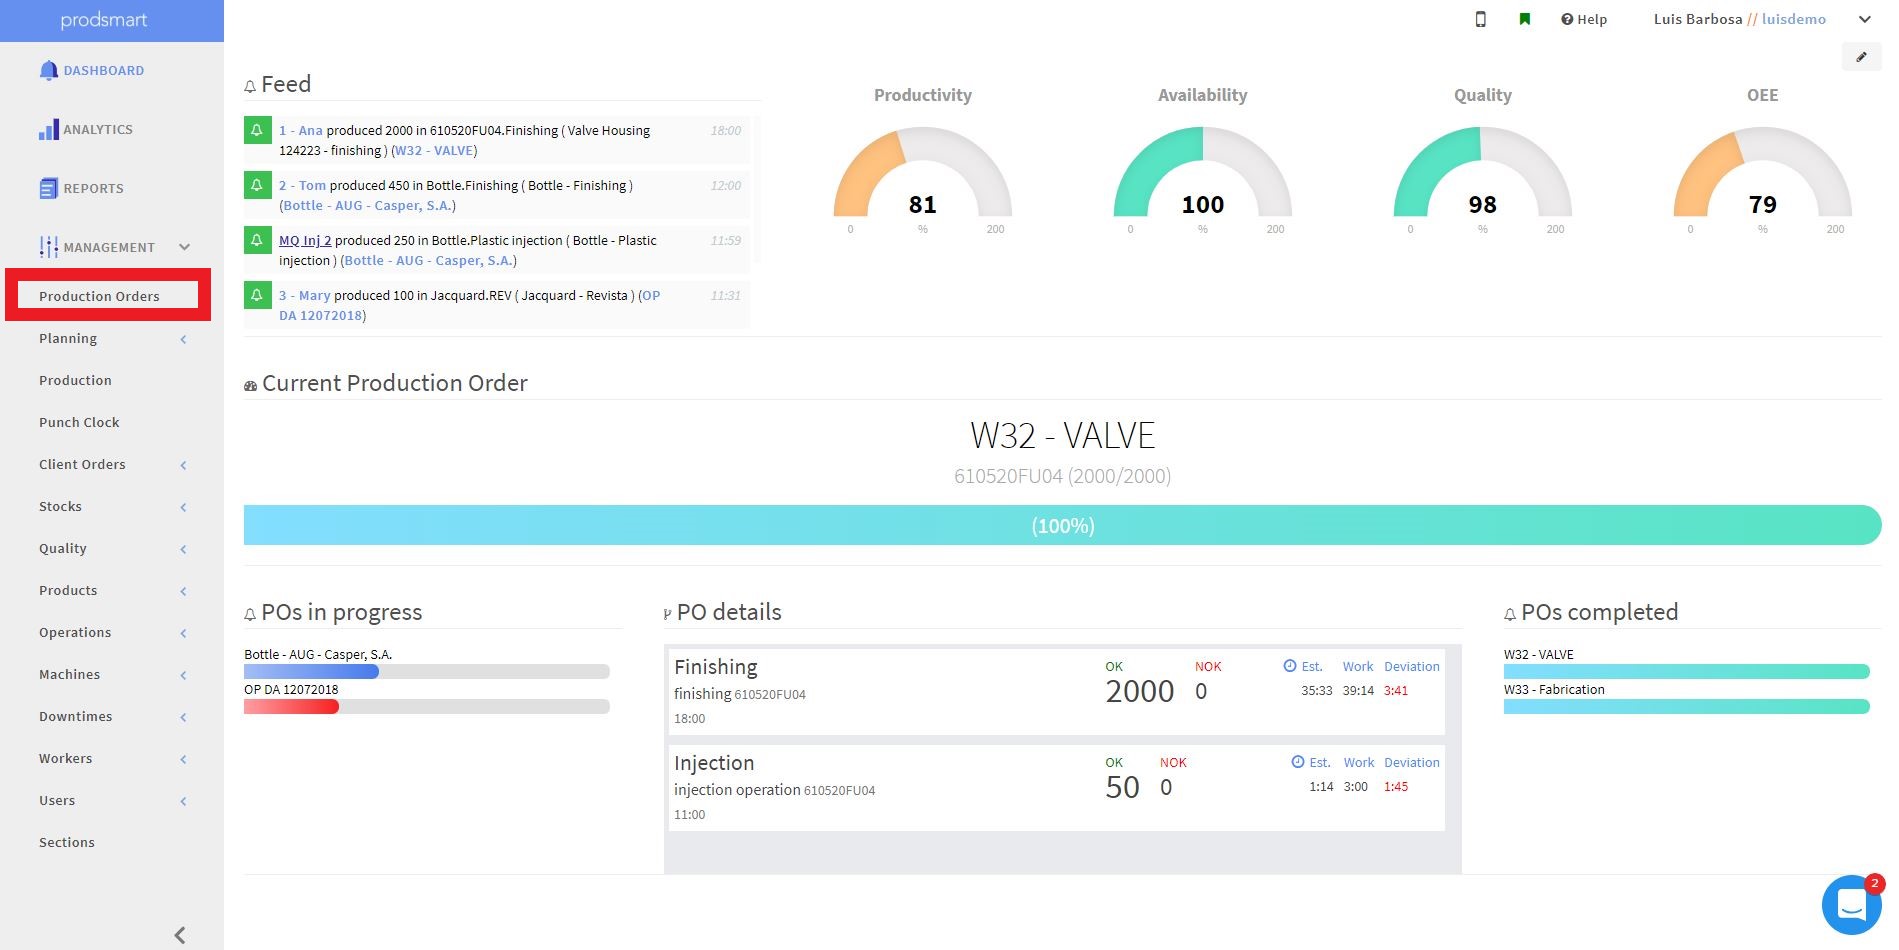 prodsmart
Help
Luis Barbosa // luisdemo
DASHBOARD
ANALYTICS
REPORTS
MANAGEMENT
Production Orders
Planning
Production
Punch Clock
Client Orders
Stocks
Quality
Products
Operations
Machines
Downtimes
Workers
Users
Sections
Feed
1 - Ana produced 2000 in 610520FU04.Finishing ( Valve Housing 18:00
124223 - finishing ) (W32 - VALVE)
2 - Tom produced 450 in Bottle.Finishing ( Bottle - Finishing ) 12:00
(Bottle - AUG - Casper, S.A.)
MQ Inj 2 produced 250 in Bottle.Plastic injection ( Bottle - Plastic 11:59
injection ) (Bottle - AUG - Casper, S.A.)
3 - Mary produced 100 in Jacquard.REV ( Jacquard - Revista ) (OP 11:31
DA 12072018)
Productivity
81
0 % 200
Availability
100
0 % 200
Quality
98
0 % 200
OEE
79
0 % 200
Current Production Order
W32 - VALVE
610520FU04 (2000/2000)
(100%)
POs in progress
Bottle - AUG - Casper, S.A.
OP DA 12072018
PO details
Finishing OK NOK Est. Work Deviation
finishing 610520FU04 2000 0 35:33 39:14 3:41
18:00
Injection OK NOK Est. Work Deviation
injection operation 610520FU04 50 0 1:14 3:00 1:45
11:00
POs completed
W32 - VALVE
W33 - Fabrication
2